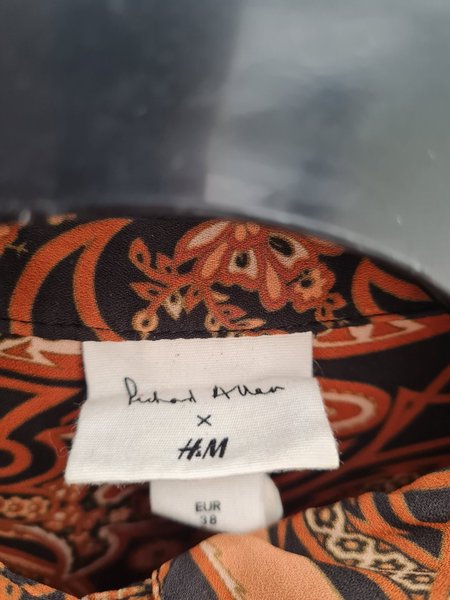 Richard Allan
x
H&M
EUR
38